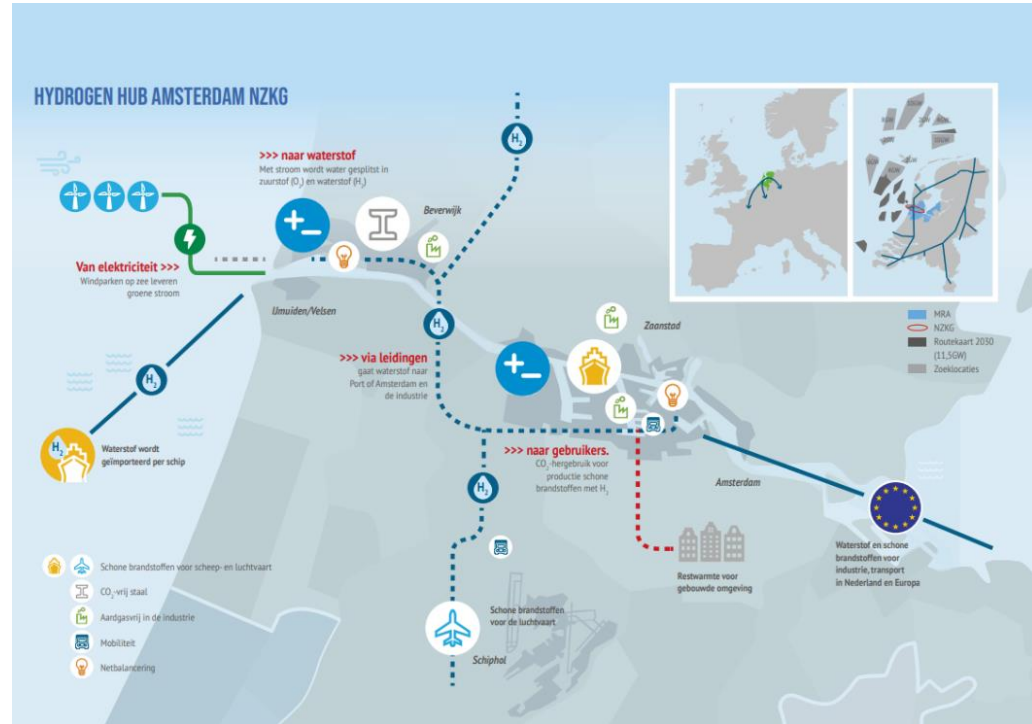 HYDROGEN HUB AMSTERDAM NZKG
>>> naar waterstof
Met stroom wordt water gesplitst in
zuurstof (O₂) en waterstof (H₂)
Beverwijk
H₂
Van elektriciteit >>>
Windparken op zee leveren
groene stroom
IJmuiden/Velsen
H₂
>>> via leidingen
gaat waterstof naar
Port of Amsterdam en
de industrie
Zaanstad
MRA
NZKG
Routekaart 2030
(11,5GW)
Zoeklocaties
H₂
H₂
Waterstof wordt
geïmporteerd per schip
>>> naar gebruikers.
CO₂-hergebruik voor
productie schone
brandstoffen met H₂
H₂
Amsterdam
Restwarmte voor
gebouwde omgeving
Waterstof en schone
brandstoffen voor
industrie, transport
in Nederland en Europa
Schone brandstoffen
voor de luchtvaart
Schiphol
Schone brandstoffen voor scheep- en luchtvaart
CO₂-vrij staal
Aardgasvrij in de industrie
Mobiliteit
Netbalancering